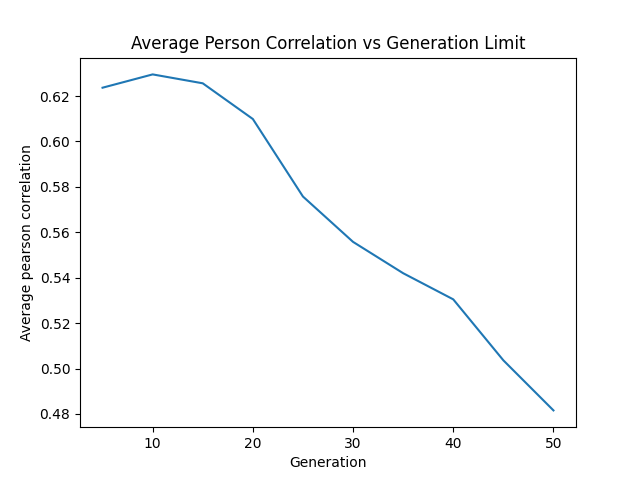 Average Person Correlation vs Generation Limit
Average pearson correlation
0.62
0.60
0.58
0.56
0.54
0.52
0.50
0.48
10 20 30 40 50
Generation